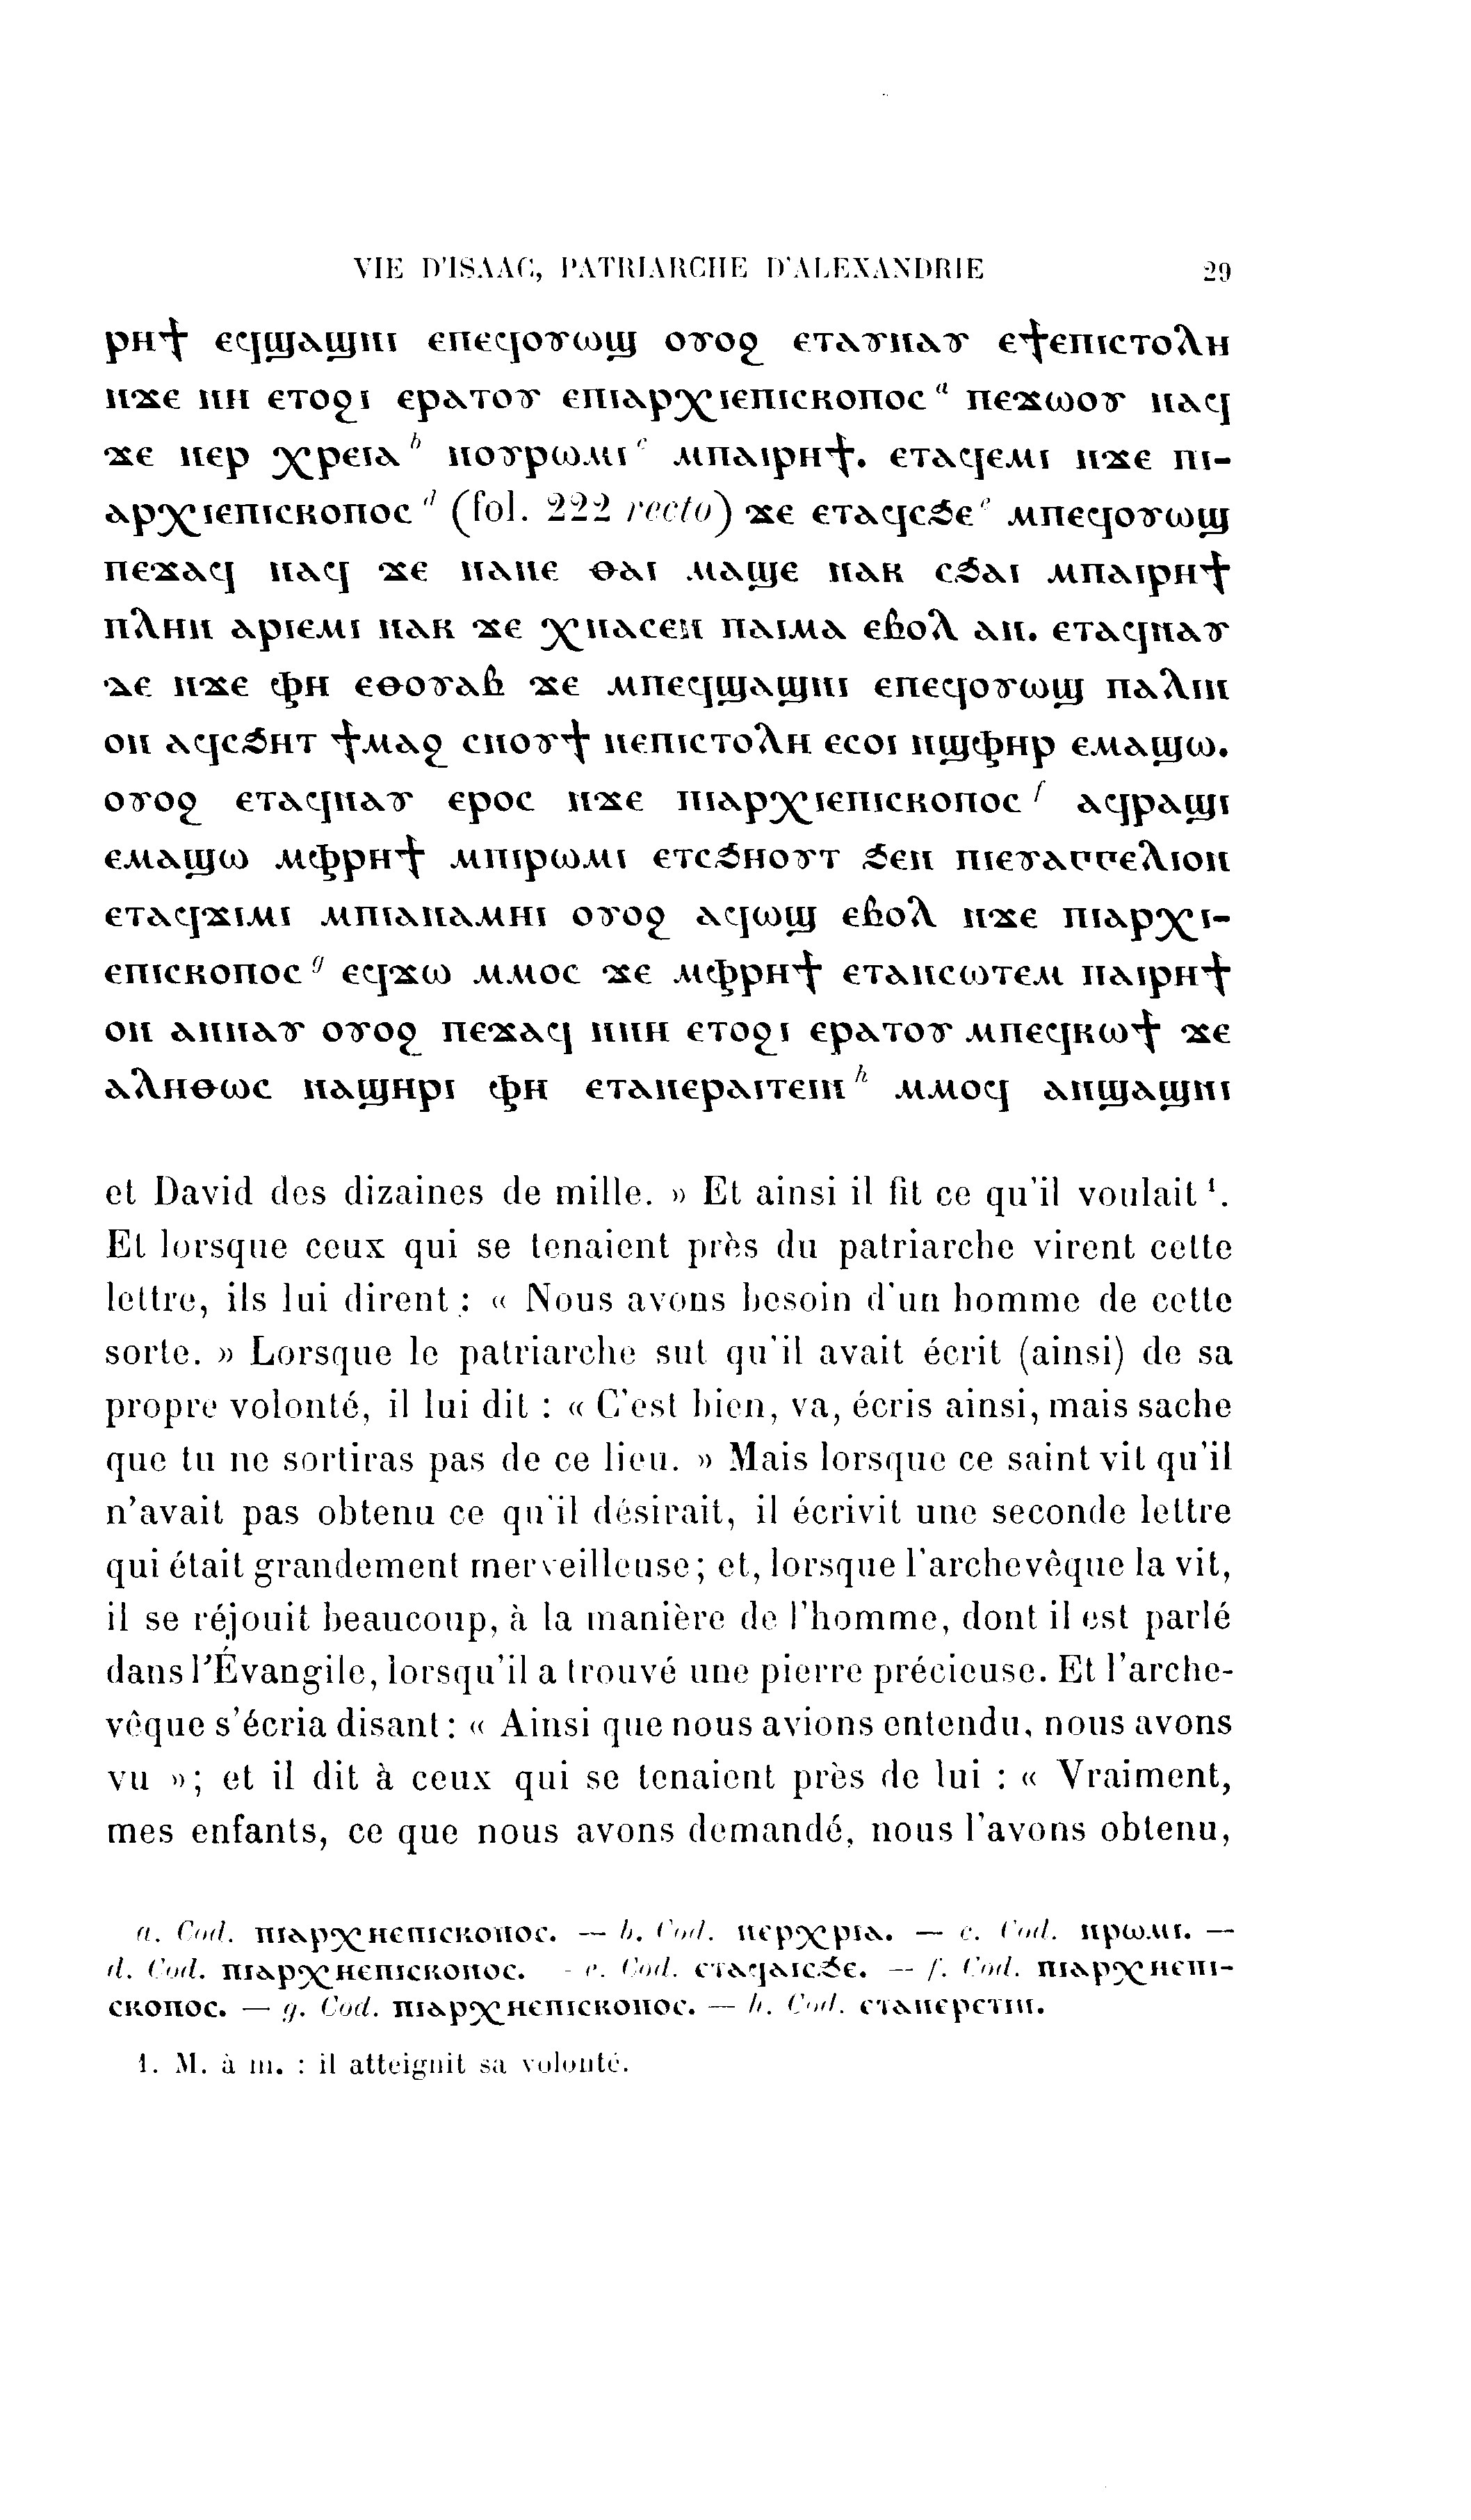 VIE D'ISAAC, PATRIARCHE D'ALEXANDRIE 29
ⲣⲏϯ ⲉϥϣⲁϣⲛⲓ ⲉⲡⲉϥⲟⲩⲱϣ ⲟⲩⲟϩ ⲉⲧⲁⲩⲛⲁⲩ ⲉϯⲉⲡⲓⲥⲧⲟⲗⲏ
ⲛϫⲉ ⲛⲏ ⲉⲧⲟϩⲓ ⲉⲣⲁⲧⲟⲩ ⲉⲡⲓⲁⲣⲭⲓⲉⲡⲓⲥⲕⲟⲡⲟⲥ a ⲡⲉϫⲱⲟⲩ ⲛⲁϥ
ϫⲉ ⲛⲉⲣ ⲭⲣⲉⲓⲁ b ⲛⲟⲩⲣⲱⲙⲓ c ⲙⲡⲁⲓⲣⲏϯ. ⲉⲧⲁϥⲉⲙⲓ ⲛϫⲉ ⲡⲓ-
ⲁⲣⲭⲓⲉⲡⲓⲥⲕⲟⲡⲟⲥ d (fol. 222 recto) ϫⲉ ⲉⲧⲁϥⲥϧⲉ e ⲙⲡⲉϥⲟⲩⲱϣ
ⲡⲉϫⲁϥ ⲛⲁϥ ϫⲉ ⲛⲁⲛⲉ ⲑⲁⲓ ⲙⲁϣⲉ ⲛⲁⲕ ⲥϧⲁⲓ ⲙⲡⲁⲓⲣⲏϯ
ⲡⲗⲏⲛ ⲁⲣⲓⲉⲙⲓ ⲛⲁⲕ ϫⲉ ⲭⲛⲁⲥⲉⲛ ⲡⲁⲓⲙⲁ ⲉⲃⲟⲗ ⲁⲛ. ⲉⲧⲁϥⲛⲁⲩ
ⲇⲉ ⲛϫⲉ ⲫⲏ ⲉⲑⲟⲩⲁⲃ ϫⲉ ⲙⲡⲉϥϣⲁϣⲛⲓ ⲉⲡⲉϥⲟⲩⲱϣ ⲡⲁⲗⲓⲛ
ⲟⲛ ⲁϥⲥϧⲏⲧ ϯⲙⲁϩ ⲥⲛⲟⲩϯ ⲛⲉⲡⲓⲥⲧⲟⲗⲏ ⲉⲥⲟⲓ ⲛϣⲫⲏⲣ ⲉⲙⲁϣⲱ.
ⲟⲩⲟϩ ⲉⲧⲁϥⲛⲁⲩ ⲉⲣⲟⲥ ⲛϫⲉ ⲡⲓⲁⲣⲭⲓⲉⲡⲓⲥⲕⲟⲡⲟⲥ f ⲁϥⲣⲁϣⲓ
ⲉⲙⲁϣⲱ ⲙⲫⲣⲏϯ ⲙⲡⲓⲣⲱⲙⲓ ⲉⲧⲥϧⲏⲟⲩⲧ ϧⲉⲛ ⲡⲓⲉⲩⲁⲅⲅⲉⲗⲓⲟⲛ
ⲉⲧⲁϥϫⲓⲙⲓ ⲙⲡⲓⲁⲛⲁⲙⲏⲓ ⲟⲩⲟϩ ⲁϥⲱϣ ⲉⲃⲟⲗ ⲛϫⲉ ⲡⲓⲁⲣⲭⲓ-
ⲉⲡⲓⲥⲕⲟⲡⲟⲥ g ⲉϥϫⲱ ⲙⲙⲟⲥ ϫⲉ ⲙⲫⲣⲏϯ ⲉⲧⲁⲛⲥⲱⲧⲉⲙ ⲡⲁⲓⲣⲏϯ
ⲟⲛ ⲁⲛⲛⲁⲩ ⲟⲩⲟϩ ⲡⲉϫⲁϥ ⲛⲛⲏ ⲉⲧⲟϩⲓ ⲉⲣⲁⲧⲟⲩ ⲙⲡⲉϥⲕⲱϯ ϫⲉ
ⲁⲗⲏⲑⲱⲥ ⲛⲁϣⲏⲣⲓ ⲫⲏ ⲉⲧⲁⲛⲉⲣⲁⲓⲧⲉⲓⲛ h ⲙⲙⲟϥ ⲁⲛϣⲁϣⲛⲓ
et David des dizaines de mille. » Et ainsi il fit ce qu'il voulait 1.
Et lorsque ceux qui se tenaient près du patriarche virent cette
lettre, ils lui dirent : « Nous avons besoin d'un homme de cette
sorte. » Lorsque le patriarche sut qu'il avait écrit (ainsi) de sa
propre volonté, il lui dit : « C'est bien, va, écris ainsi, mais sache
que tu ne sortiras pas de ce lieu. » Mais lorsque ce saint vit qu'il
n'avait pas obtenu ce qu'il désirait, il écrivit une seconde lettre
qui était grandement merveilleuse; et, lorsque l'archevêque la vit,
il se réjouit beaucoup, à la manière de l'homme, dont il est parlé
dans l'Évangile, lorsqu'il a trouvé une pierre précieuse. Et l'arche-
vêque s'écria disant : « Ainsi que nous avions entendu, nous avons
vu »; et il dit à ceux qui se tenaient près de lui : « Vraiment,
mes enfants, ce que nous avons demandé, nous l'avons obtenu,
a. Cod. ⲡⲓⲁⲣⲭⲏⲉⲡⲓⲥⲕⲟⲡⲟⲥ. — b. Cod. ⲛⲉⲣⲭⲣⲓⲁ. — c. Cod. ⲛⲣⲱⲙⲓ. —
d. Cod. ⲡⲓⲁⲣⲭⲏⲉⲡⲓⲥⲕⲟⲡⲟⲥ. - e. Cod. ⲉⲧⲁϥⲁⲓⲥϧⲉ. — f. Cod. ⲡⲓⲁⲣⲭⲏⲉⲡⲓ-
ⲥⲕⲟⲡⲟⲥ. — g. Cod. ⲡⲓⲁⲣⲭⲏⲉⲡⲓⲥⲕⲟⲡⲟⲥ. — h. Cod. ⲉⲧⲁⲛⲉⲣⲉⲧⲓⲛ.
1. M. à m. : il atteignit sa volonté.